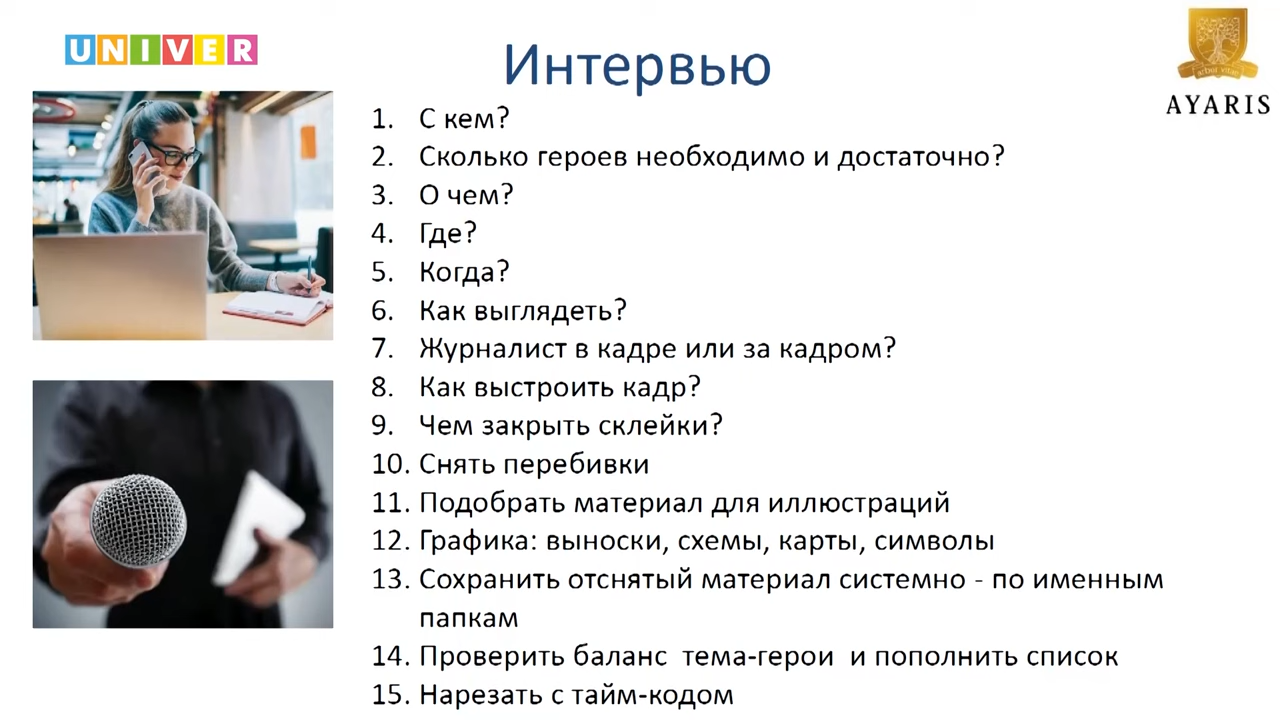 UNIVER
Интервью
arbor vitae
AYARIS
1. С кем?
2. Сколько героев необходимо и достаточно?
3. О чем?
4. Где?
5. Когда?
6. Как выглядеть?
7. Журналист в кадре или за кадром?
8. Как выстроить кадр?
9. Чем закрыть склейки?
10. Снять перебивки
11. Подобрать материал для иллюстраций
12. Графика: выноски, схемы, карты, символы
13. Сохранить отснятый материал системно - по именным
папкам
14. Проверить баланс тема-герои и пополнить список
15. Нарезать с тайм-кодом